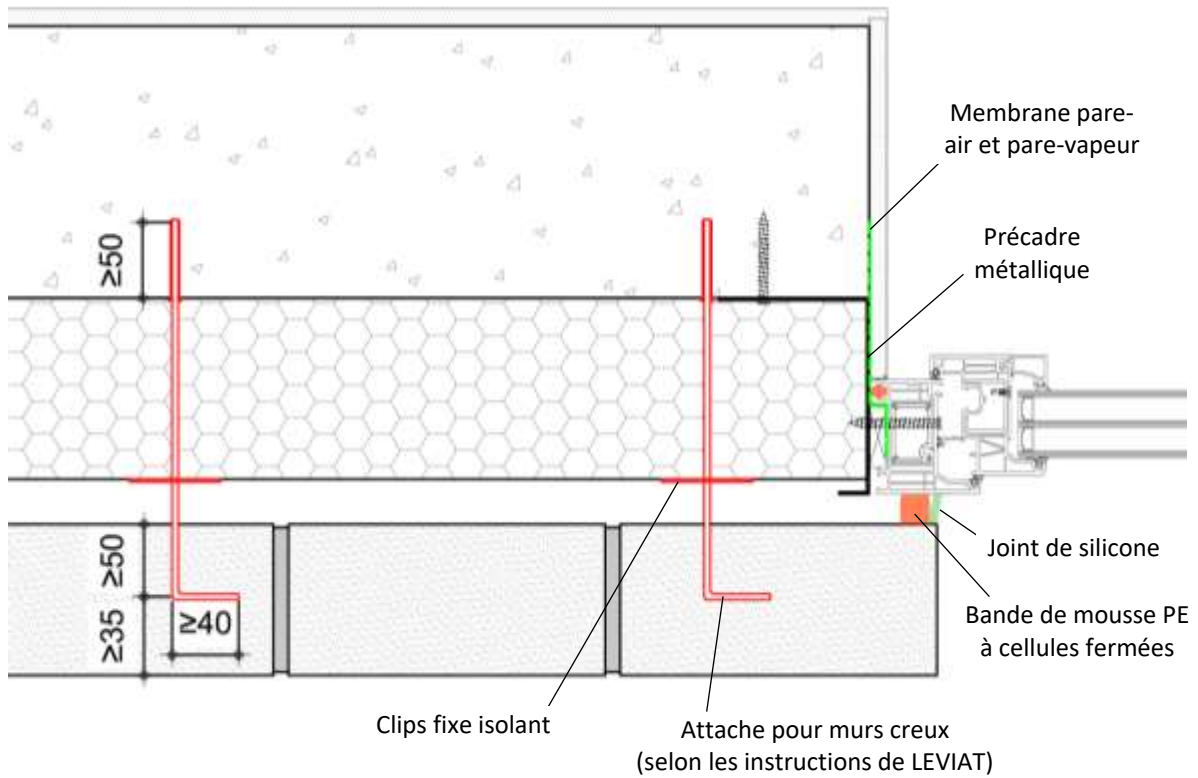 Membrane pare-
air et pare-vapeur
Précadre
métallique
≥50
≥50
≥35
≥40
Joint de silicone
Bande de mousse PE
à cellules fermées
Clips fixe isolant
Attache pour murs creux
(selon les instructions de LEVIAT)